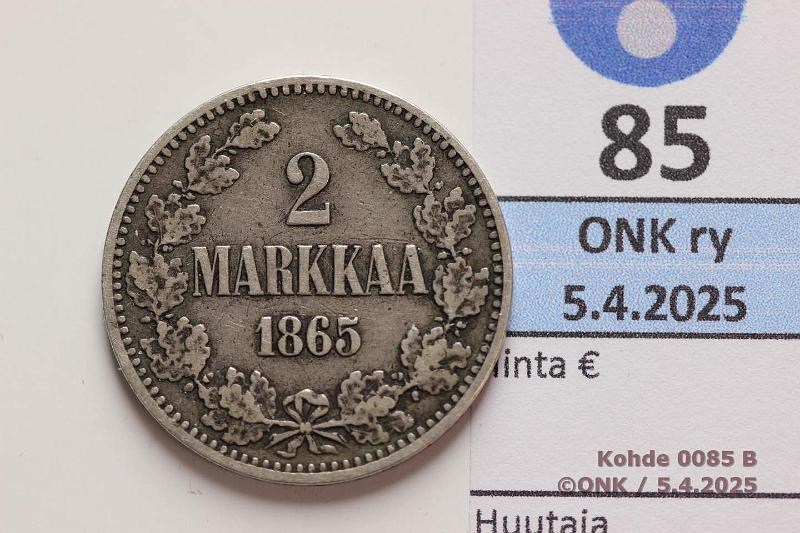 2
MARKKAA
1865
85
ONK ry
5.4.2025
inta €
Kohde 0085 B
©ONK / 5.4.2025
Huutaja